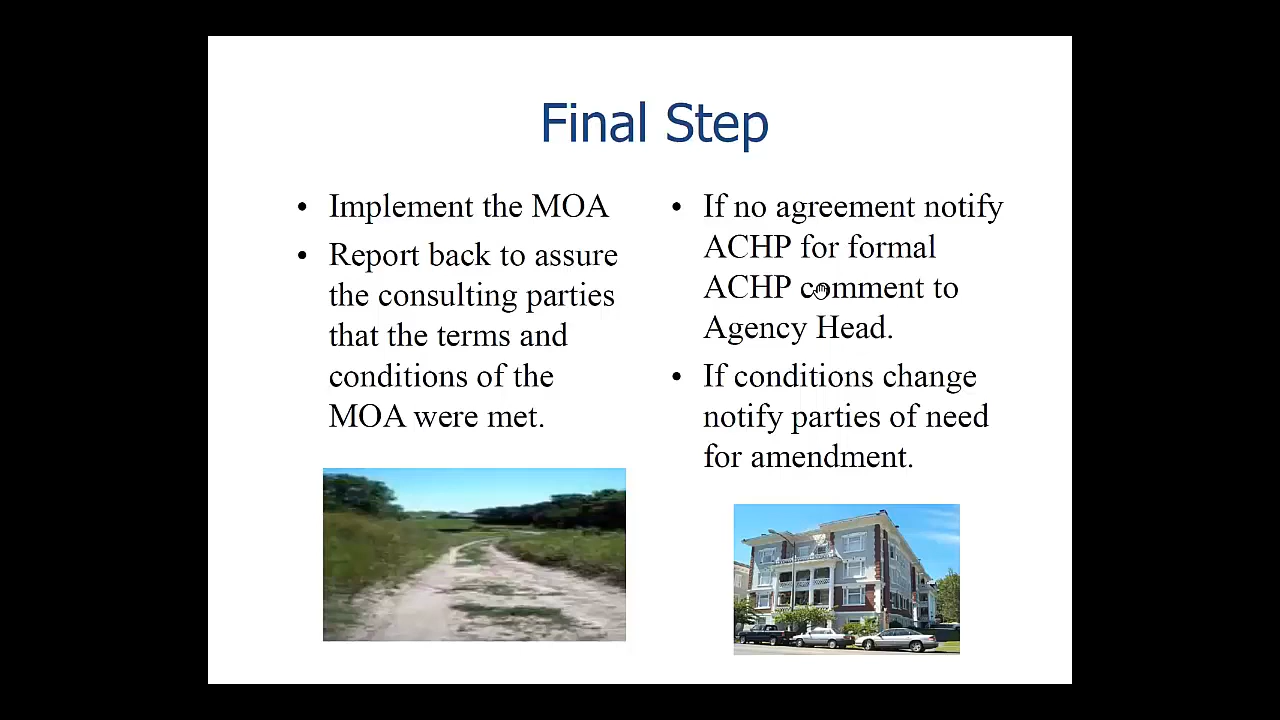 Final Step
• Implement the MOA
• Report back to assure
the consulting parties
that the terms and
conditions of the
MOA were met.
• If no agreement notify
ACHP for formal
ACHP comment to
Agency Head.
• If conditions change
notify parties of need
for amendment.